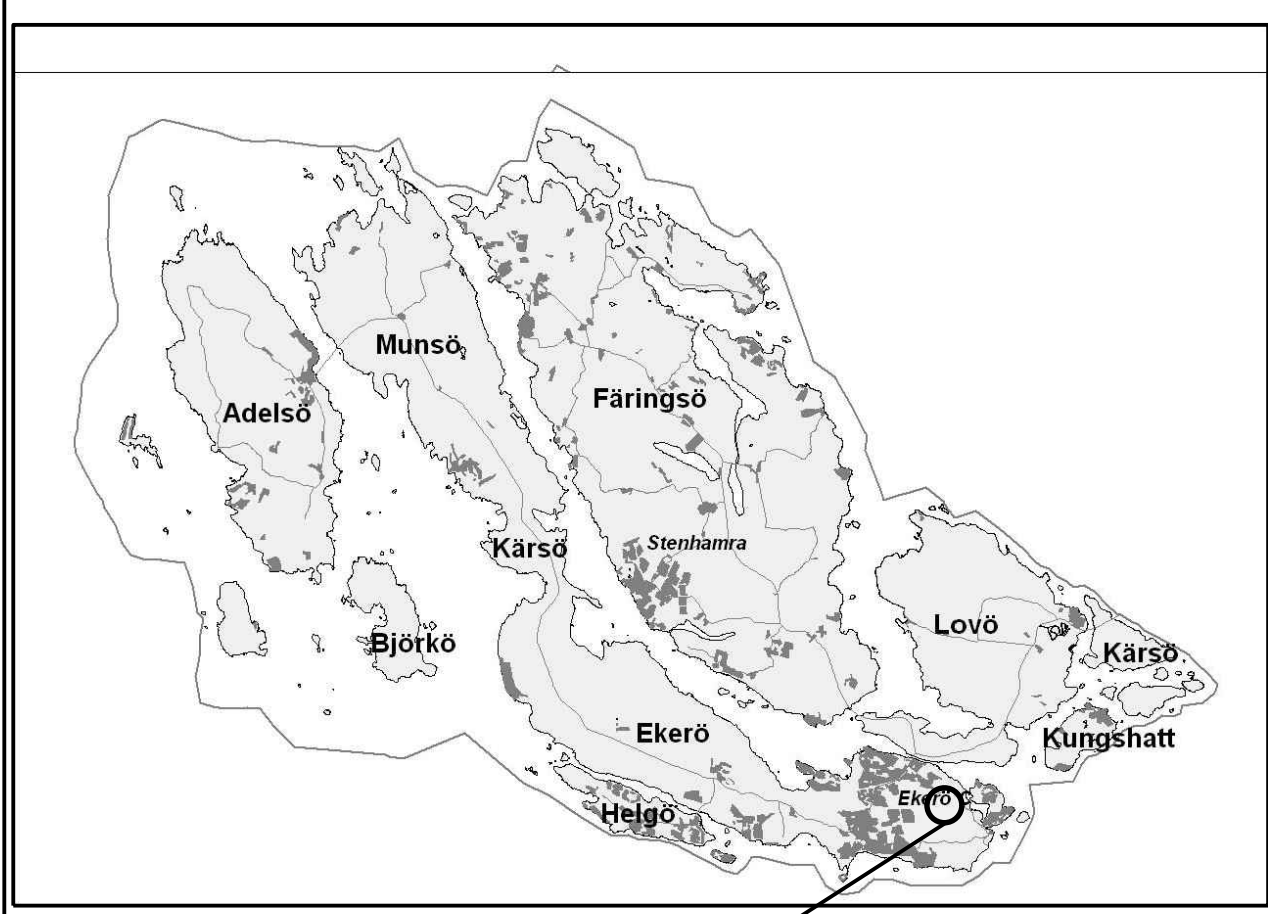 Munsö
Färingsö
Adelsö
Stenhamra
Kärsö
Lovö
Björkö
Kärsö
Ekerö
Kungshatt
Ekerö C
Helgö